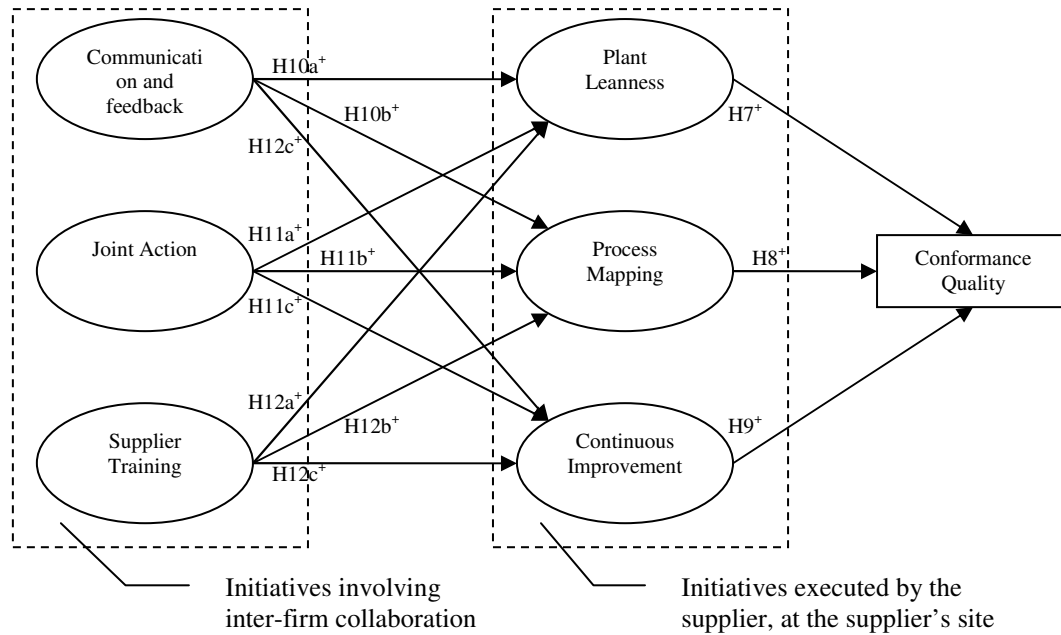 Communicati
on and
feedback
Plant
Leanness
H10a+
H10b+
H12c+
H7+
Joint Action
H11a+
H11b+
H11c+
Process
Mapping
H8+
Conformance
Quality
Supplier
Training
H12a+
H12b+
H12c+
Continuous
Improvement
H9+
Initiatives involving
inter-firm collaboration
Initiatives executed by the
supplier, at the supplier's site